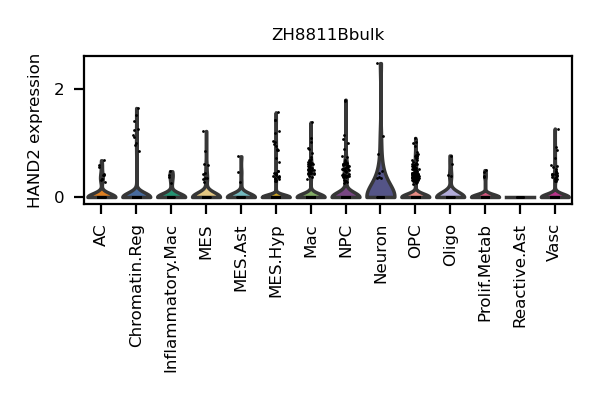 ZH8811Bbulk
HAND2 expression
2
0
AC
Chromatin.Reg
Inflammatory.Mac
MES
MES.Ast
MES.Hyp
Mac
NPC
Neuron
OPC
Oligo
Prolif.Metab
Reactive.Ast
Vasc